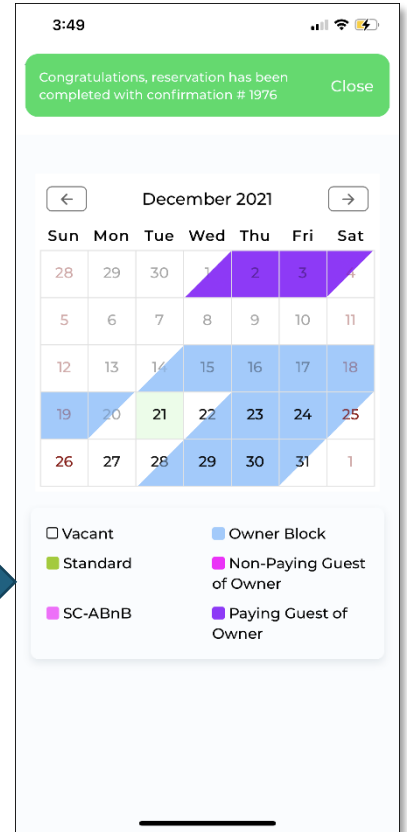 3:49
Congratulations, reservation has been
completed with confirmation # 1976
Close
December 2021
Sun Mon Tue Wed Thu Fri Sat
28 29 30 1 2 3 4
5 6 7 8 9 10 11
12 13 14 15 16 17 18
19 20 21 22 23 24 25
26 27 28 29 30 31 1
Vacant
Owner Block
Standard
Non-Paying Guest
of Owner
SC-ABnB
Paying Guest of
Owner